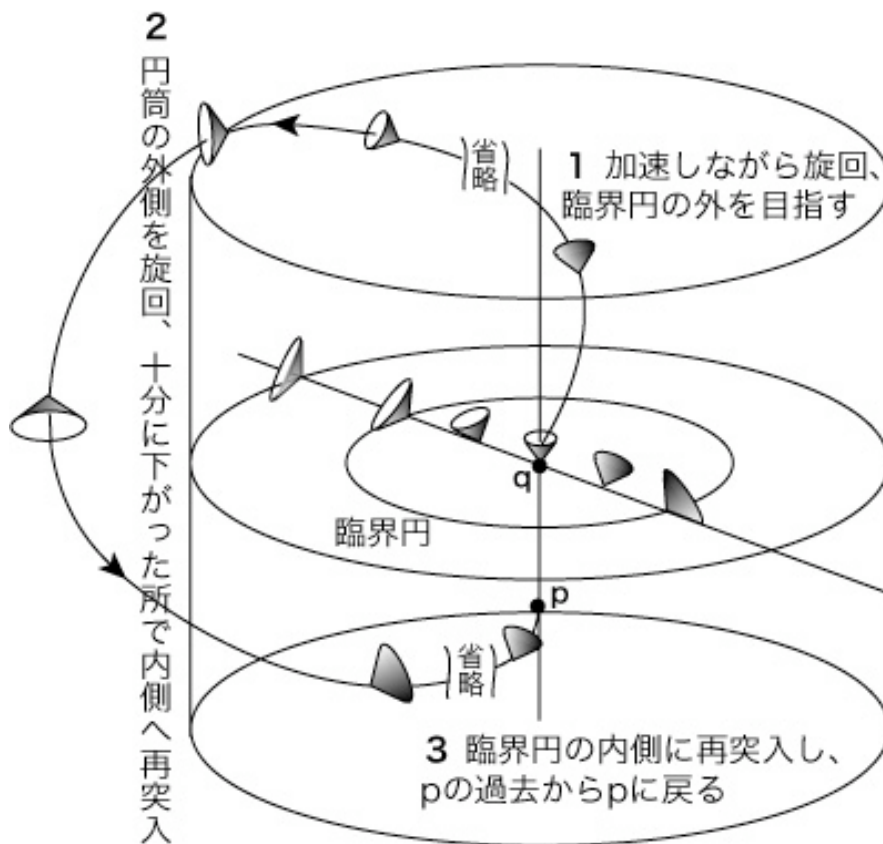 2
円筒の外側を旋回、十分に下がった所で内側へ再突入
省略
1 加速しながら旋回、
臨界円の外を目指す
q
臨界円
p
省略
3 臨界円の内側に再突入し、
pの過去からpに戻る